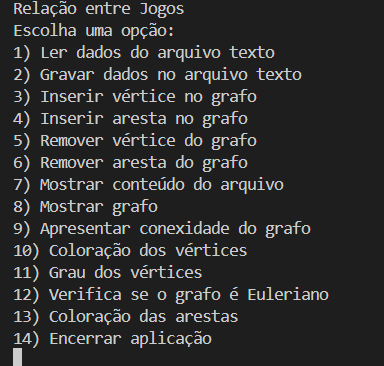 Relação entre Jogos
Escolha uma opção:
1) Ler dados do arquivo texto
2) Gravar dados no arquivo texto
3) Inserir vértice no grafo
4) Inserir aresta no grafo
5) Remover vértice do grafo
6) Remover aresta do grafo
7) Mostrar conteúdo do arquivo
8) Mostrar grafo
9) Apresentar conexidade do grafo
10) Coloração dos vértices
11) Grau dos vértices
12) Verifica se o grafo é Euleriano
13) Coloração das arestas
14) Encerrar aplicação